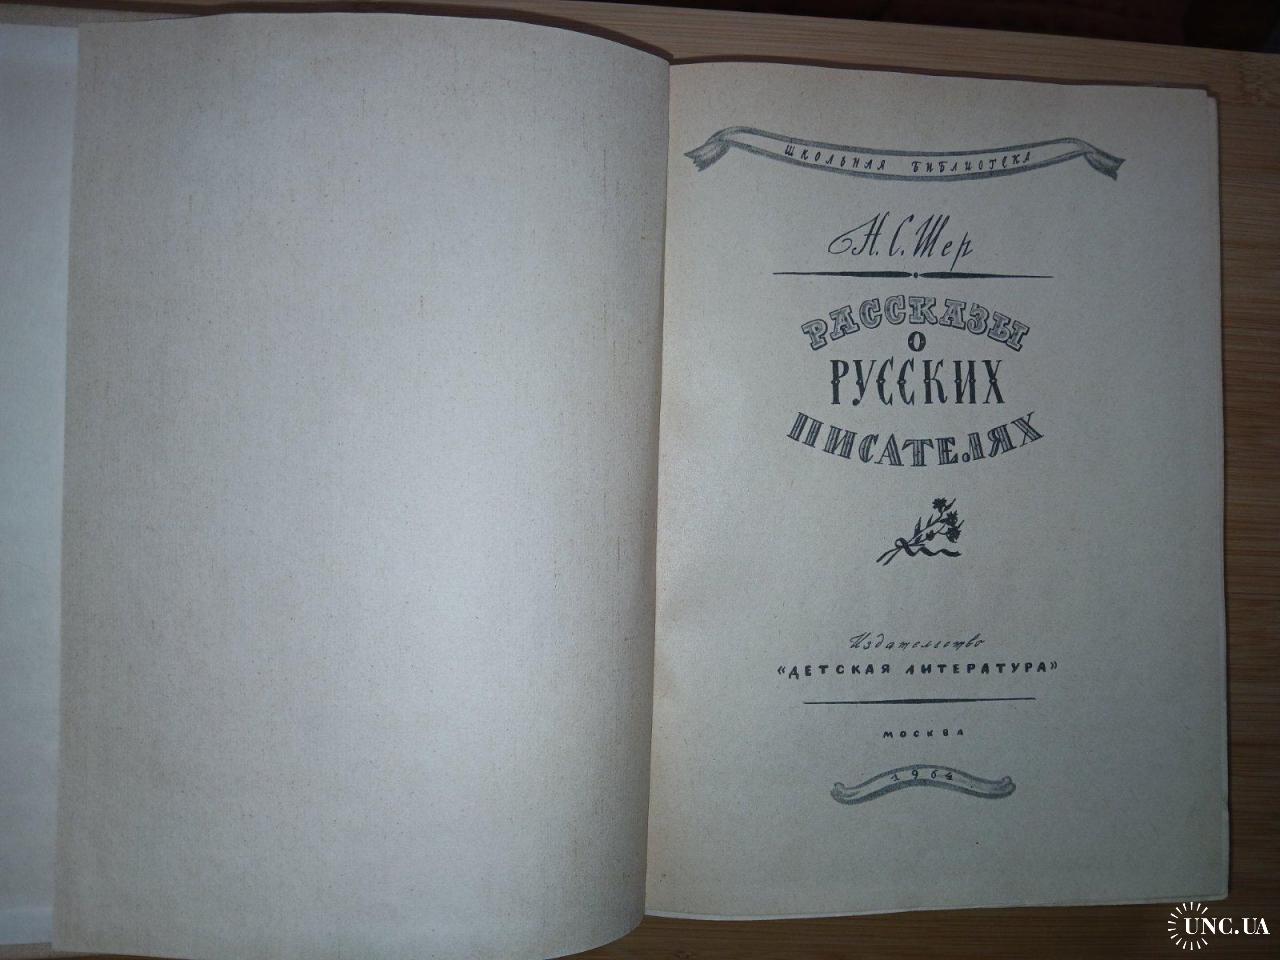 ШКОЛЬНАЯ БИБЛИОТЕКА
Н. С. Шер
РАССКАЗЫ
О
РУССКИХ
ПИСАТЕЛЯХ
Издательство
«ДЕТСКАЯ ЛИТЕРАТУРА»
МОСКВА
1964
UNC.UA